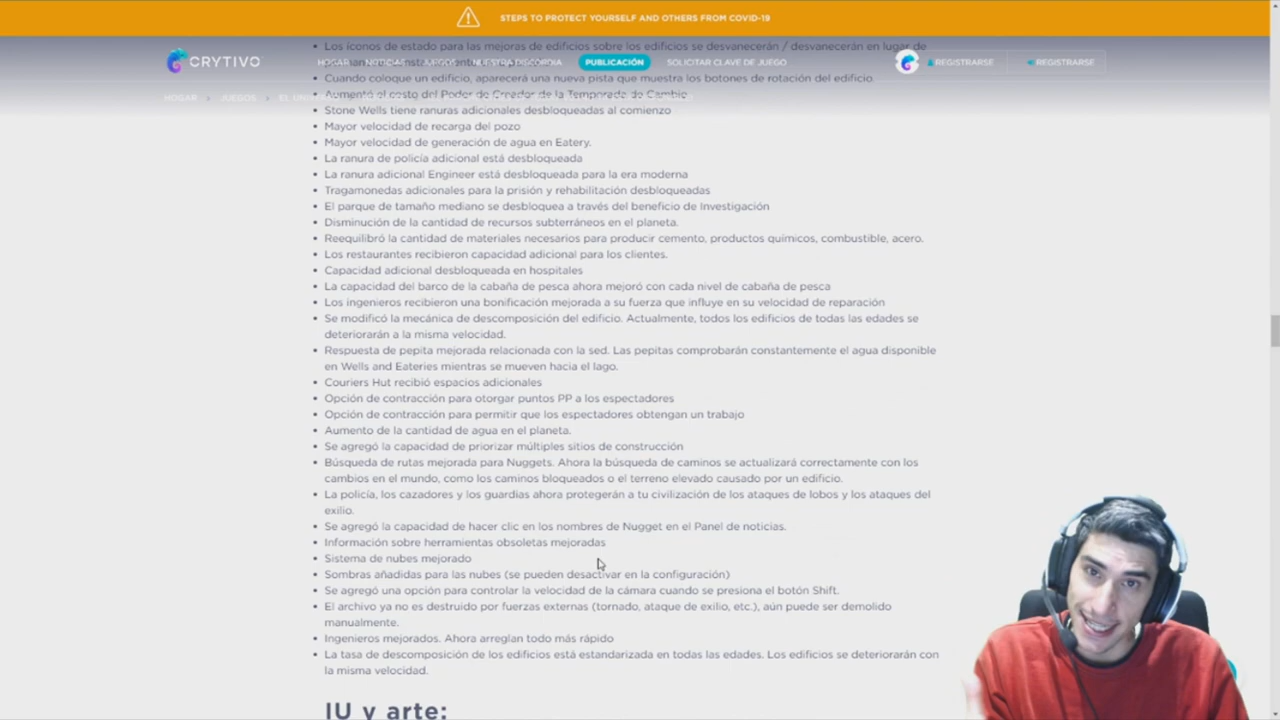 STEPS TO PROTECT YOURSELF AND OTHERS FROM COVID-19
Los íconos de estado para las mejoras de edificios sobre los edificios se desvanecerán / desvanecerán en lugar de
CRYTIVO
HOGAR
NUESTRA DISCORDIA
PUBLICACIÓN
SOLICITAR CLAVE DE JUEGO
REGISTRARSE
REGISTRARSE
Cuando coloque un edificio, aparecerá una nueva pista que muestra los botones de rotación del edificio.
HOGAR > JUEGOS > EL
Aumentó el costo del Poder de Creador de la Temporada de Cambio
Stone Wells tiene ranuras adicionales desbloqueadas al comienzo
Mayor velocidad de recarga del pozo
Mayor velocidad de generación de agua en Eatery.
La ranura de policía adicional está desbloqueada
La ranura adicional Engineer está desbloqueada para la era moderna
Tragamonedas adicionales para la prisión y rehabilitación desbloqueadas
El parque de tamaño mediano se desbloquea a través del beneficio de Investigación
Disminución de la cantidad de recursos subterráneos en el planeta.
Reequilibró la cantidad de materiales necesarios para producir cemento, productos químicos, combustible, acero.
Los restaurantes recibieron capacidad adicional para los clientes.
Capacidad adicional desbloqueada en hospitales
La capacidad del barco de la cabaña de pesca ahora mejoró con cada nivel de cabaña de pesca
Los ingenieros recibieron una bonificación mejorada a su fuerza que influye en su velocidad de reparación
Se modificó la mecánica de descomposición del edificio. Actualmente, todos los edificios de todas las edades se
deteriorarán a la misma velocidad.
Respuesta de pepita mejorada relacionada con la sed. Las pepitas comprobarán constantemente el agua disponible
en Wells and Eateries mientras se mueven hacia el lago.
Couriers Hut recibió espacios adicionales
Opción de contracción para otorgar puntos PP a los espectadores
Opción de contracción para permitir que los espectadores obtengan un trabajo
Aumento de la cantidad de agua en el planeta.
Se agregó la capacidad de priorizar múltiples sitios de construcción
Búsqueda de rutas mejorada para Nuggets. Ahora la búsqueda de caminos se actualizará correctamente con los
cambios en el mundo, como los caminos bloqueados o el terreno elevado causado por un edificio.
La policía, los cazadores y los guardias ahora protegerán a tu civilización de los ataques de lobos y los ataques del
exilio.
Se agregó la capacidad de hacer clic en los nombres de Nugget en el Panel de noticias.
Información sobre herramientas obsoletas mejoradas
Sistema de nubes mejorado
Sombras añadidas para las nubes (se pueden desactivar en la configuración)
Se agregó una opción para controlar la velocidad de la cámara cuando se presiona el botón Shift.
El archivo ya no es destruido por fuerzas externas (tornado, ataque de exilio, etc.), aún puede ser demolido
manualmente.
Ingenieros mejorados. Ahora arreglan todo más rápido
La tasa de descomposición de los edificios está estandarizada en todas las edades. Los edificios se deteriorarán con
la misma velocidad.
IU y arte: